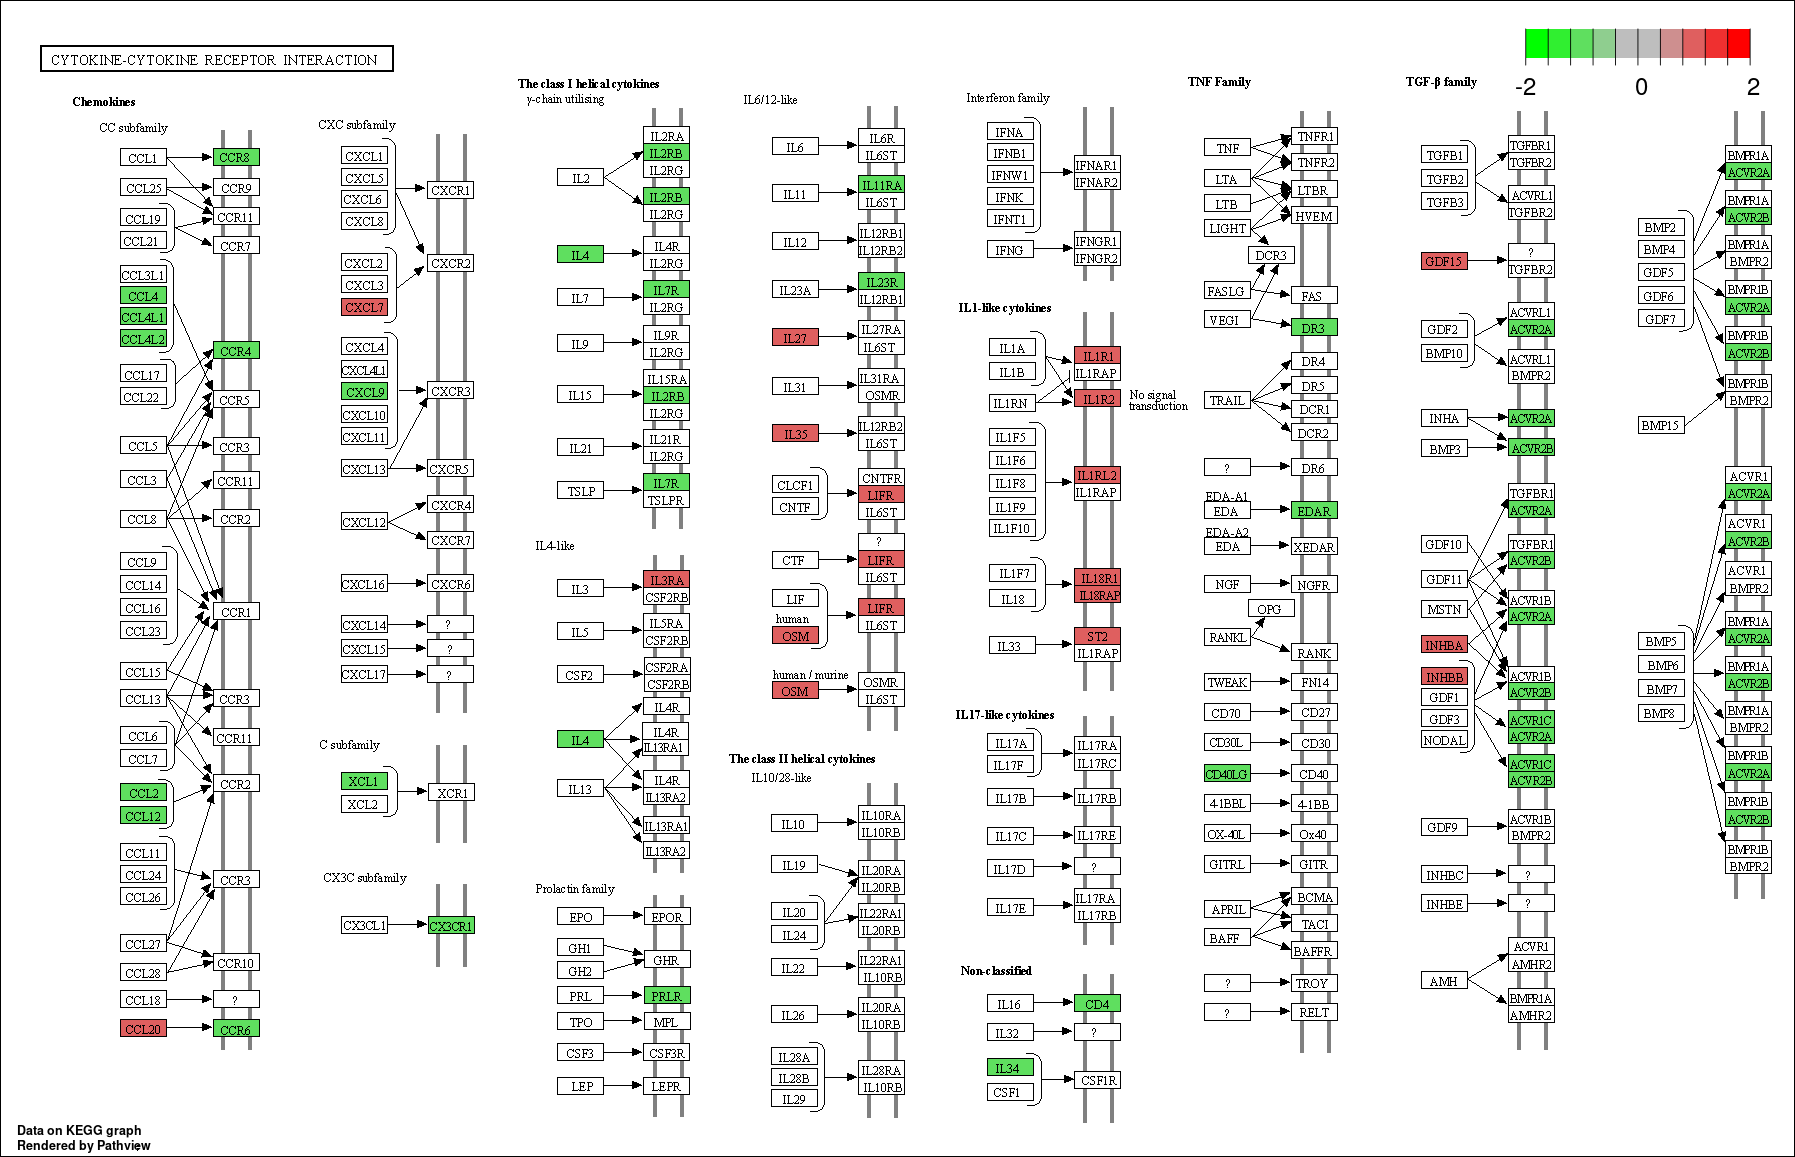 CYTOKINE-CYTOKINE RECEPTOR INTERACTION
-2
0
2
Chemokines
CC subfamily
CCL1
CCR8
CCL25
CCR9
CCR11
CCL19
CCL21
CCR7
CCL3L1
CCL4
CCL4L1
CCL4L2
CCR4
CCL17
CCL22
CCR5
CCL5
CCR3
CCL3
CCR11
CCL8
CCR2
CCL9
CCL14
CCL16
CCL23
CCR1
CCL15
CCL13
CCR3
CCL6
CCR11
CCL7
CCR2
CCL2
CCL12
CCL11
CCL24
CCL26
CCR3
CCL27
CCL28
CCR10
CCL18
?
CCL20
CCR6
CXC subfamily
CXCL1
CXCL5
CXCL6
CXCL8
CXCR1
CXCL2
CXCL3
CXCL7
CXCR2
CXCL4
CXCL4L1
CXCL9
CXCL10
CXCL11
CXCR3
CXCL13
CXCR5
CXCL12
CXCR4
CXCR7
CXCL16
CXCR6
CXCL14
?
CXCL15
?
CXCL17
?
C subfamily
XCL1
XCL2
XCR1
CX3C subfamily
CX3CL1
CX3CR1
The class I helical cytokines
γ-chain utilising
IL2
IL2RA
IL2RB
IL2RG
IL2RB
IL2RG
IL4
IL4R
IL2RG
IL7
IL7R
IL2RG
IL9
IL9R
IL2RG
IL15
IL15RA
IL2RB
IL2RG
IL21
IL21R
IL2RG
TSLP
IL7R
TSLPR
IL4-like
IL3
IL3RA
CSF2RB
IL5
IL5RA
CSF2RB
CSF2
CSF2RA
CSF2RB
IL4
IL4R
IL4R
IL13RA1
IL13
IL4R
IL13RA2
IL13RA1
IL13RA2
Prolactin family
EPO
EPOR
GH1
GH2
GHR
PRL
PRLR
TPO
MPL
CSF3
CSF3R
LEP
LEPR
IL6/12-like
IL6
IL6R
IL6ST
IL11
IL11RA
IL6ST
IL12
IL12RB1
IL12RB2
IL23A
IL23R
IL12RB1
IL27
IL27RA
IL6ST
IL31
IL31RA
OSMR
IL35
IL12RB2
IL6ST
CLCF1
CNTF
CNTFR
LIFR
IL6ST
CTF
?
LIFR
IL6ST
LIF
human
OSM
LIFR
IL6ST
human / murine
OSM
OSMR
IL6ST
The class II helical cytokines
IL10/28-like
IL10
IL10RA
IL10RB
IL19
IL20RA
IL20RB
IL20
IL24
IL22RA1
IL20RB
IL22
IL22RA1
IL10RB
IL26
IL20RA
IL10RB
IL28A
IL28B
IL29
IL28RA
IL10RB
Interferon family
IFNA
IFNB1
IFNW1
IFNK
IFNT1
IFNAR1
IFNAR2
IFNG
IFNGR1
IFNGR2
IL1-like cytokines
IL1A
IL1B
IL1R1
IL1RAP
IL1RN
IL1R2
No signal
transduction
IL1F5
IL1F6
IL1F8
IL1F9
IL1F10
IL1RL2
IL1RAP
IL1F7
IL18
IL18R1
IL18RAP
IL33
ST2
IL1RAP
IL17-like cytokines
IL17A
IL17F
IL17RA
IL17RC
IL17B
IL17RB
IL17C
IL17RE
IL17D
?
IL17E
IL17RA
IL17RB
Non-classified
IL16
CD4
IL32
?
IL34
CSF1
CSF1R
TNF Family
TNF
TNFR1
TNFR2
LTA
LTBR
LTB
HVEM
LIGHT
DCR3
FASLG
FAS
VEGI
DR3
TRAIL
DR4
DR5
DCR1
DCR2
?
DR6
EDA-A1
EDA
EDAR
EDA-A2
EDA
XEDAR
NGF
NGFR
OPG
RANKL
RANK
TWEAK
FN14
CD70
CD27
CD30L
CD30
CD40LG
CD40
4-1BBL
4-1BB
OX-40L
Ox40
GITRL
GITR
APRIL
BCMA
TACI
BAFF
BAFFR
?
TROY
?
RELT
TGF-β family
TGFB1
TGFB2
TGFB3
TGFBR1
TGFBR2
ACVRL1
TGFBR2
GDF15
?
TGFBR2
GDF2
BMP10
ACVRL1
ACVR2A
ACVRL1
BMPR2
INHA
ACVR2A
BMP3
ACVR2B
TGFBR1
ACVR2A
GDF10
TGFBR1
ACVR2B
GDF11
MSTN
ACVR1B
ACVR2A
INHBA
INHBB
GDF1
GDF3
NODAL
ACVR1B
ACVR2B
ACVR1C
ACVR2A
ACVR1C
ACVR2B
GDF9
ACVR1B
BMPR2
INHBC
?
INHBE
?
AMH
ACVR1
AMHR2
BMPR1A
AMHR2
BMP2
BMP4
GDF5
GDF6
GDF7
BMP15
BMPR1A
ACVR2A
BMPR1A
ACVR2B
BMPR1A
BMPR2
BMPR1B
ACVR2A
BMPR1B
ACVR2B
BMPR1B
BMPR2
BMP5
BMP6
BMP7
BMP8
ACVR1
ACVR2A
ACVR1
ACVR2B
ACVR1
BMPR2
BMPR1A
ACVR2A
BMPR1A
ACVR2B
BMPR1A
BMPR2
BMPR1B
ACVR2A
BMPR1B
ACVR2B
BMPR1B
BMPR2
Data on KEGG graph
Rendered by Pathview